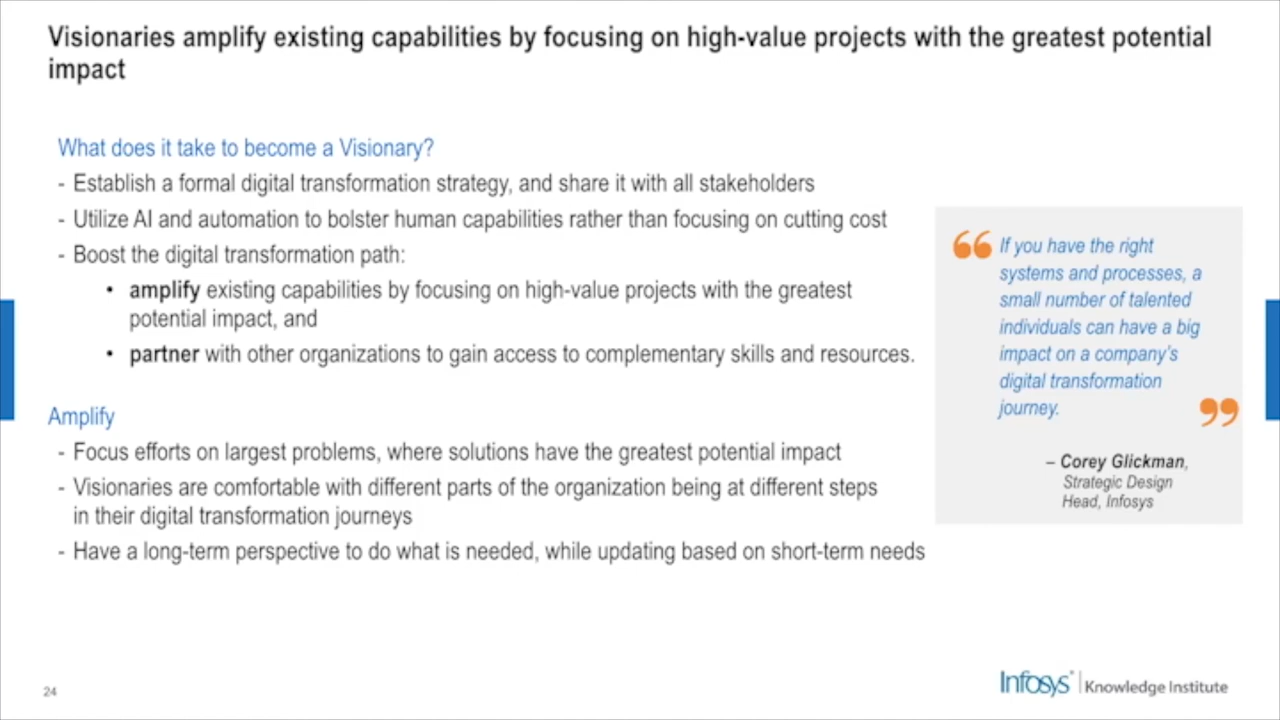 Visionaries amplify existing capabilities by focusing on high-value projects with the greatest potential
impact
What does it take to become a Visionary?
- Establish a formal digital transformation strategy, and share it with all stakeholders
- Utilize AI and automation to bolster human capabilities rather than focusing on cutting cost
- Boost the digital transformation path:
• amplify existing capabilities by focusing on high-value projects with the greatest
potential impact, and
• partner with other organizations to gain access to complementary skills and resources.
Amplify
- Focus efforts on largest problems, where solutions have the greatest potential impact
- Visionaries are comfortable with different parts of the organization being at different steps
in their digital transformation journeys
- Have a long-term perspective to do what is needed, while updating based on short-term needs
“ If you have the right
systems and processes, a
small number of talented
individuals can have a big
impact on a company's
digital transformation
journey. ”
– Corey Glickman,
Strategic Design
Head, Infosys
24
Infosys | Knowledge Institute